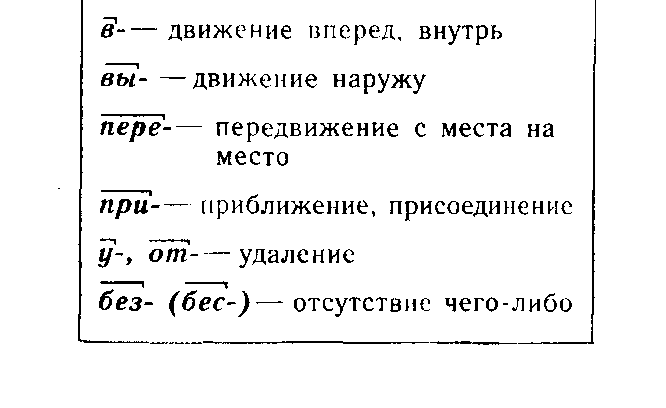 в- — движение вперед, внутрь
вы- — движение наружу
пере- — передвижение с места на
место
при- — приближение, присоединение
у-, от- — удаление
без- (бес-) — отсутствие чего-либо